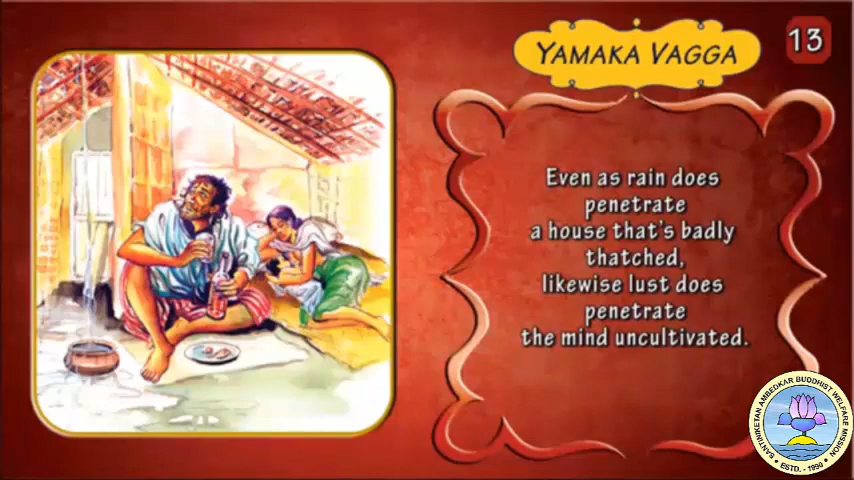 YAMAKA VAGGA
13
Even as rain does
penetrate
a house that's badly
thatched,
likewise lust does
penetrate
the mind uncultivated.
SANTINIKETAN AMBEDKAR BUDDHIST WELFARE MISSION
ESTD. - 1990